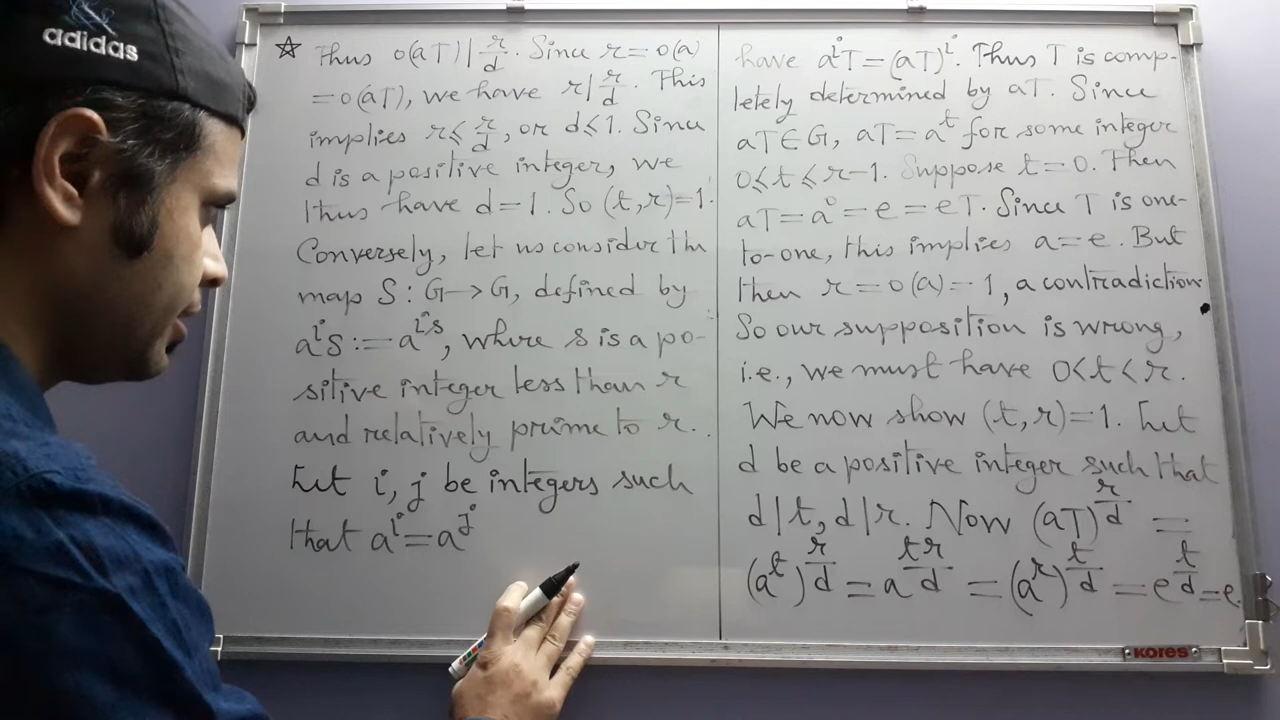 adidas
☆ Thus o(aT) | r/d. Since r = o(a)
= o(aT), we have r | r/d. This
implies r ≤ r/d, or d ≤ 1. Since
d is a positive integer, we
thus have d = 1. So (t, r) = 1.
Conversely, let us consider the
map S : G → G, defined by
a^i S := a^{is}, where s is a po-
sitive integer less than r
and relatively prime to r.
Let i, j be integers such
that a^i = a^j
have a^i T = (aT)^i. Thus T is comp-
letely determined by aT. Since
aT ∈ G, aT = a^t for some integer
0 ≤ t ≤ r-1. Suppose t = 0. Then
aT = a^0 = e = eT. Since T is one-
to-one, this implies a = e. But
then r = o(a) = 1, a contradiction.
So our supposition is wrong,
i.e., we must have 0 < t < r.
We now show (t, r) = 1. Let
d be a positive integer such that
d | t, d | r. Now (aT)^{r/d} =
(a^t)^{r/d} = a^{tr/d} = (a^r)^{t/d} = e^{t/d} = e
KORES